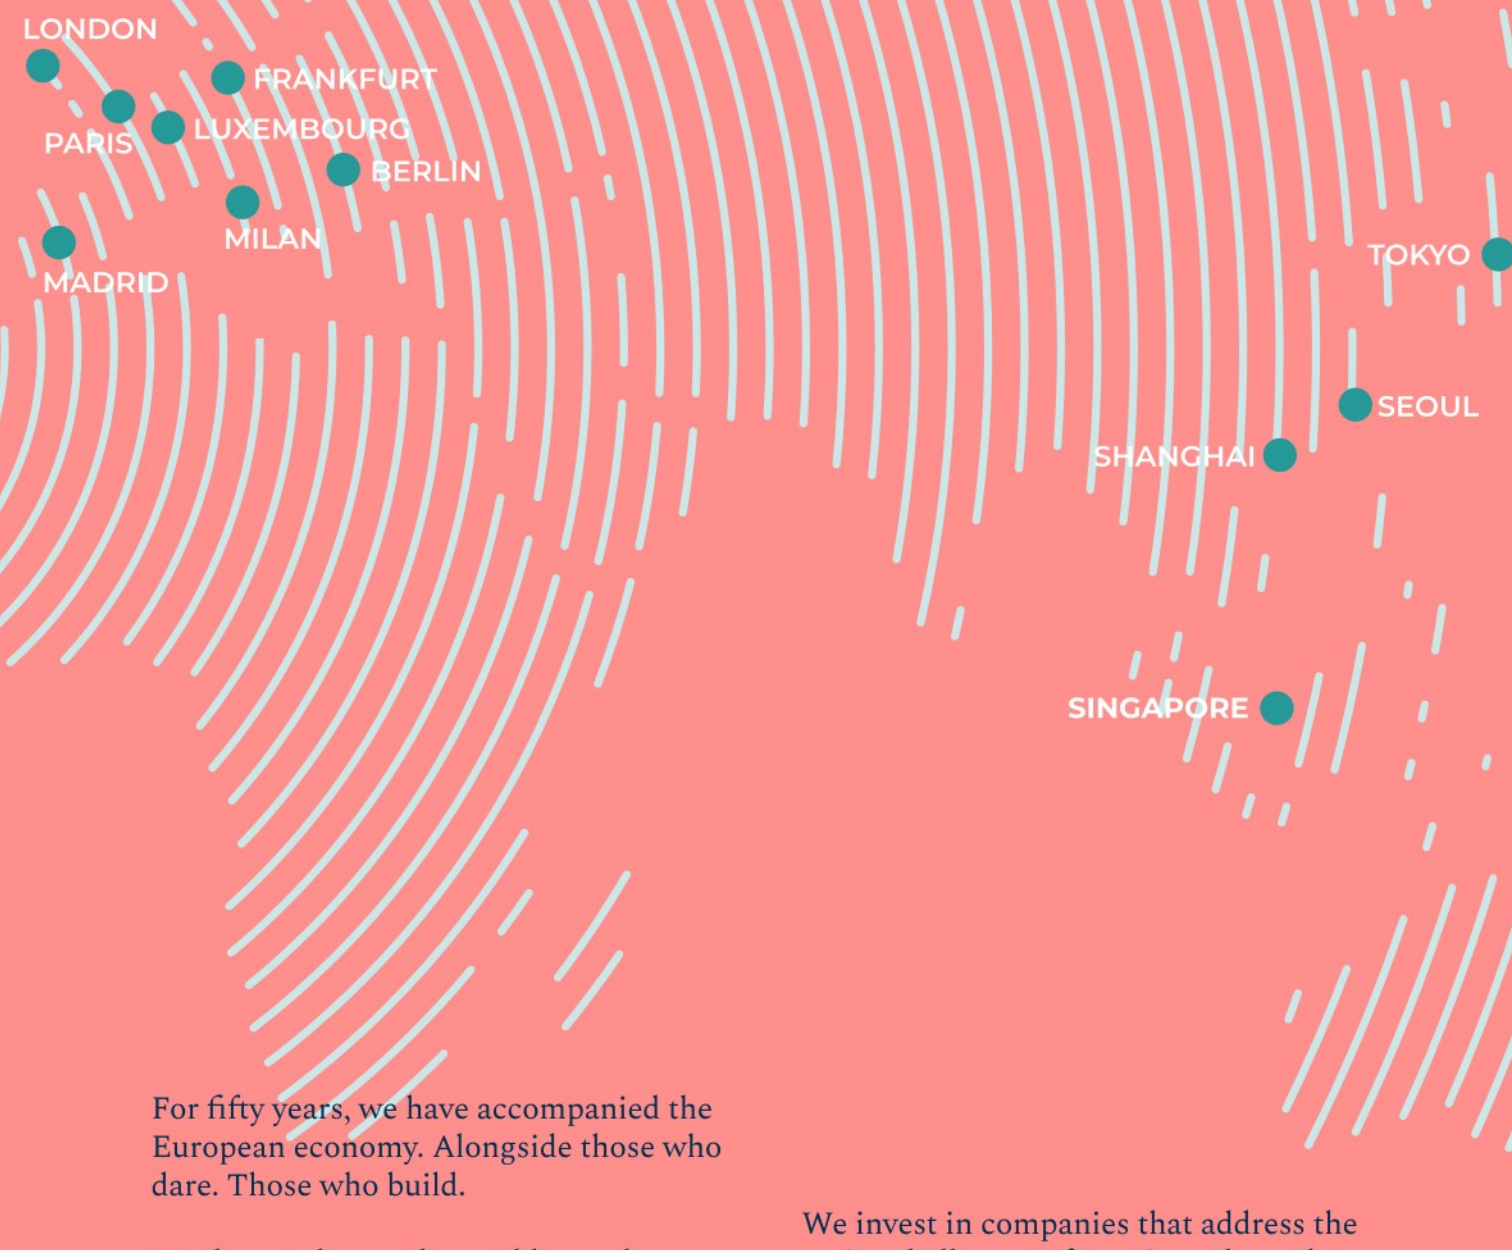 LONDON
FRANKFURT
PARIS
LUXEMBOURG
BERLIN
MILAN
MADRID
TOKYO
SEOUL
SHANGHAI
SINGAPORE
For fifty years, we have accompanied the
European economy. Alongside those who
dare. Those who build.
We invest in companies that address the